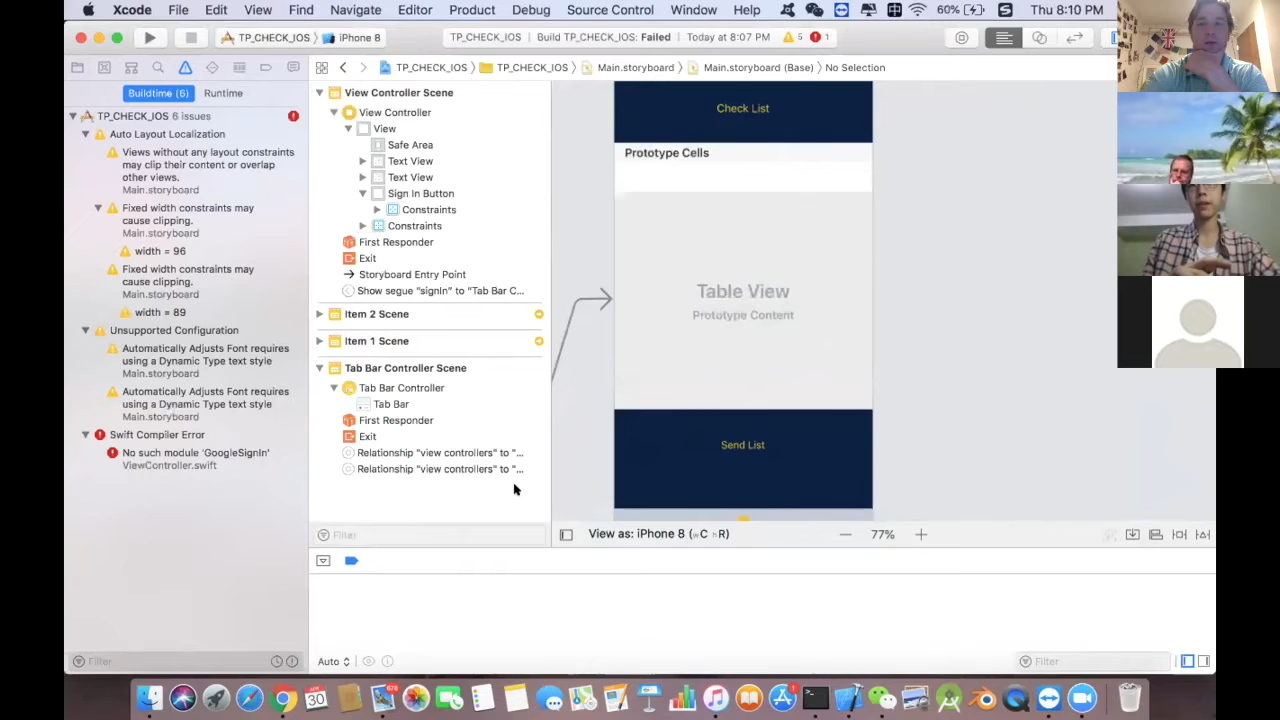 Xcode File Edit View Find Navigate Editor Product Debug Source Control Window Help 60% Thu 8:10 PM
TP_CHECK_IOS iPhone 8 TP_CHECK_IOS Build TP_CHECK_IOS: Failed Today at 8:07 PM 5 1
TP_CHECK_IOS TP_CHECK_IOS Main.storyboard Main.storyboard (Base) No Selection
Buildtime (6) Runtime
TP_CHECK_IOS 6 issues
Auto Layout Localization
Views without any layout constraints
may clip their content or overlap
other views.
Main.storyboard
Fixed width constraints may
cause clipping.
Main.storyboard
width = 96
Fixed width constraints may
cause clipping.
Main.storyboard
width = 89
Unsupported Configuration
Automatically Adjusts Font requires
using a Dynamic Type text style
Main.storyboard
Automatically Adjusts Font requires
using a Dynamic Type text style
Main.storyboard
Swift Compiler Error
No such module 'GoogleSignIn'
ViewController.swift
Filter
View Controller Scene
View Controller
View
Safe Area
Text View
Text View
Sign In Button
Constraints
Constraints
First Responder
Exit
Storyboard Entry Point
Show segue "signIn" to "Tab Bar C...
Item 2 Scene
Item 1 Scene
Tab Bar Controller Scene
Tab Bar Controller
Tab Bar
First Responder
Exit
Relationship "view controllers" to "...
Relationship "view controllers" to "...
Filter
Check List
Prototype Cells
Table View
Prototype Content
Send List
View as: iPhone 8 (wC hR) 77%
Auto
Filter
30